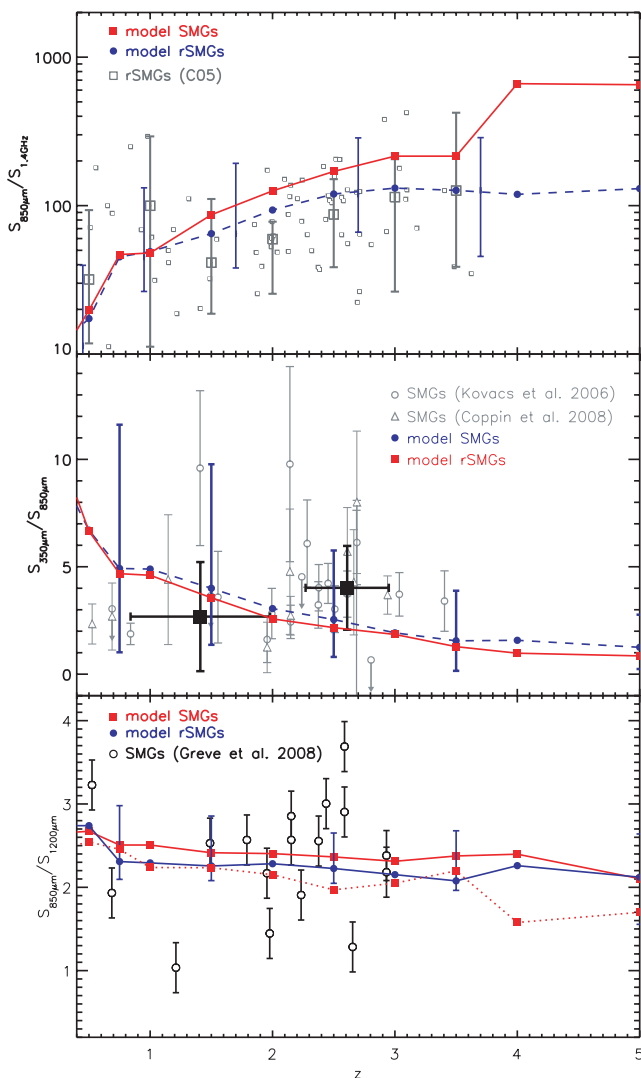 model SMGs
model rSMGs
rSMGs (C05)
1000
100
10
S850μm/S1,4GHz
SMGs (Kovacs et al. 2006)
SMGs (Coppin et al. 2008)
model SMGs
model rSMGs
10
5
0
S350μm/S850μm
model SMGs
model rSMGs
SMGs (Greve et al. 2008)
4
3
2
1
S850μm/S1200μm
1 2 3 4 5
z